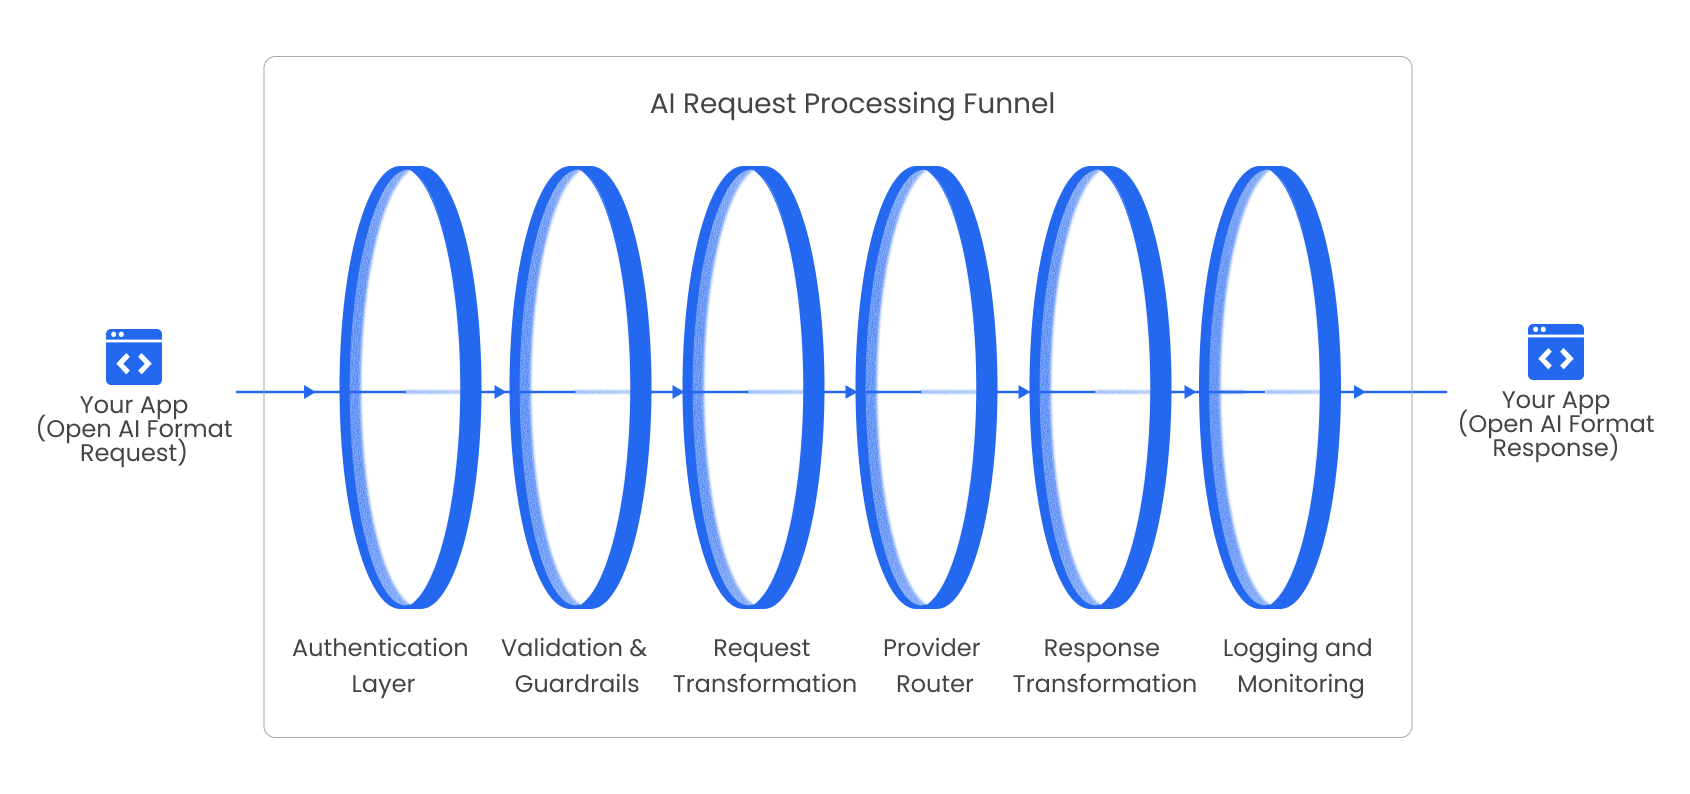 AI Request Processing Funnel
Your App
(Open AI Format
Request)
Your App
(Open AI Format
Response)
Authentication
Layer
Validation &
Guardrails
Request
Transformation
Provider
Router
Response
Transformation
Logging and
Monitoring